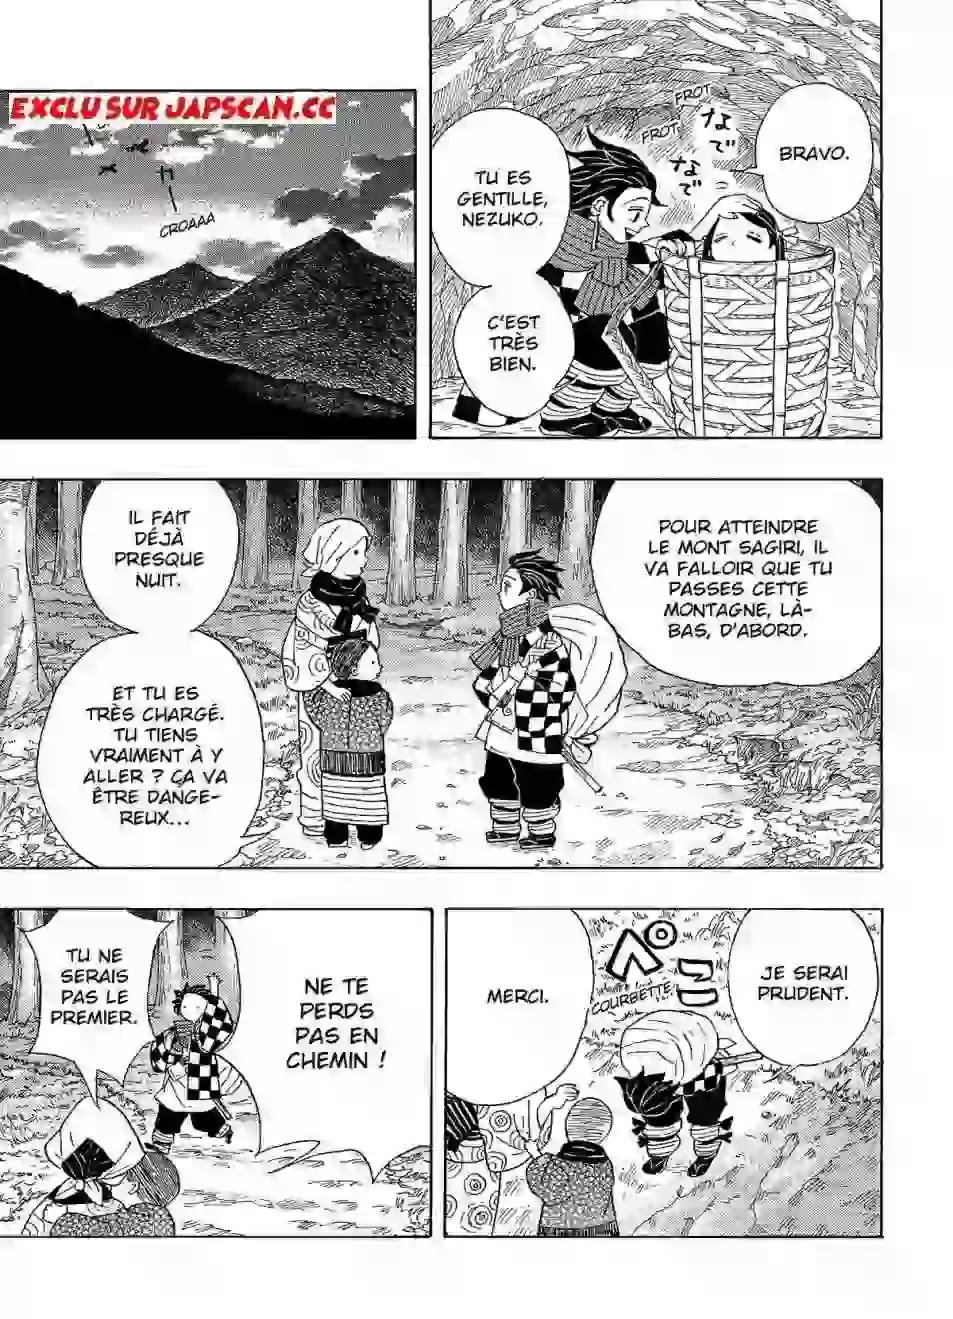 BRAVO.
FROT
FROT
なで
なで
TU ES
GENTILLE,
NEZUKO.
C'EST
TRÈS
BIEN.
EXCLU SUR JAPSCAN.CC
カ
CROAAA
POUR ATTEINDRE
LE MONT SAGIRI, IL
VA FALLOIR QUE TU
PASSES CETTE
MONTAGNE, LÀ-
BAS, D'ABORD.
IL FAIT
DÉJÀ
PRESQUE
NUIT.
ET TU ES
TRÈS CHARGÉ.
TU TIENS
VRAIMENT À Y
ALLER ? ÇA VA
ÊTRE DANGE-
REUX...
JE SERAI
PRUDENT.
ペコ
COURBETTE
MERCI.
NE TE
PERDS
PAS EN
CHEMIN !
TU NE
SERAIS
PAS LE
PREMIER.